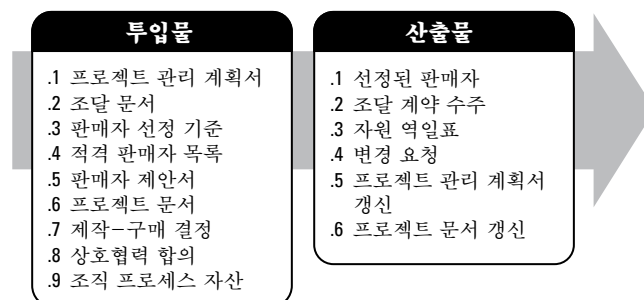 투입물
.1 프로젝트 관리 계획서
.2 조달 문서
.3 판매자 선정 기준
.4 적격 판매자 목록
.5 판매자 제안서
.6 프로젝트 문서
.7 제작-구매 결정
.8 상호협력 합의
.9 조직 프로세스 자산
산출물
.1 선정된 판매자
.2 조달 계약 수주
.3 자원 역일표
.4 변경 요청
.5 프로젝트 관리 계획서
갱신
.6 프로젝트 문서 갱신